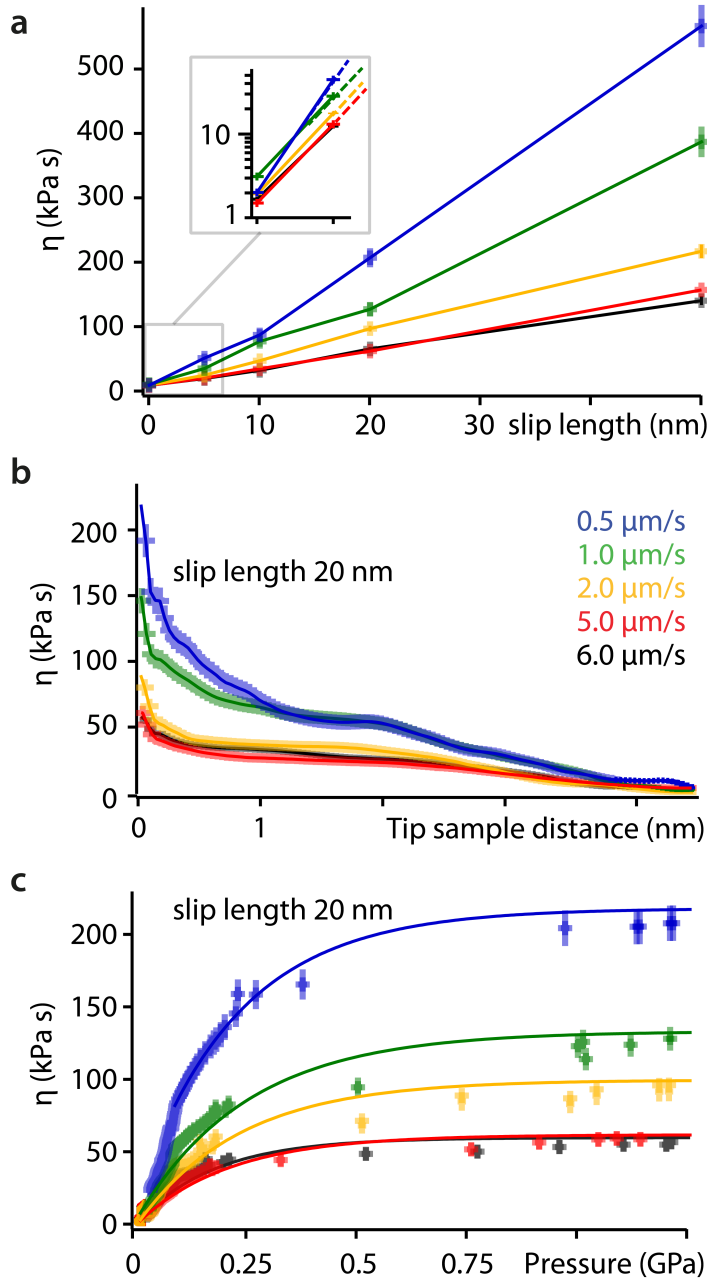 a
500
400
300
200
100
0
η (kPa s)
10
1
0
10
20
30
slip length (nm)
b
200
150
100
50
0
η (kPa s)
slip length 20 nm
0.5 µm/s
1.0 µm/s
2.0 µm/s
5.0 µm/s
6.0 µm/s
0
1
Tip sample distance (nm)
c
200
150
100
50
0
η (kPa s)
slip length 20 nm
0
0.25
0.5
0.75
Pressure (GPa)